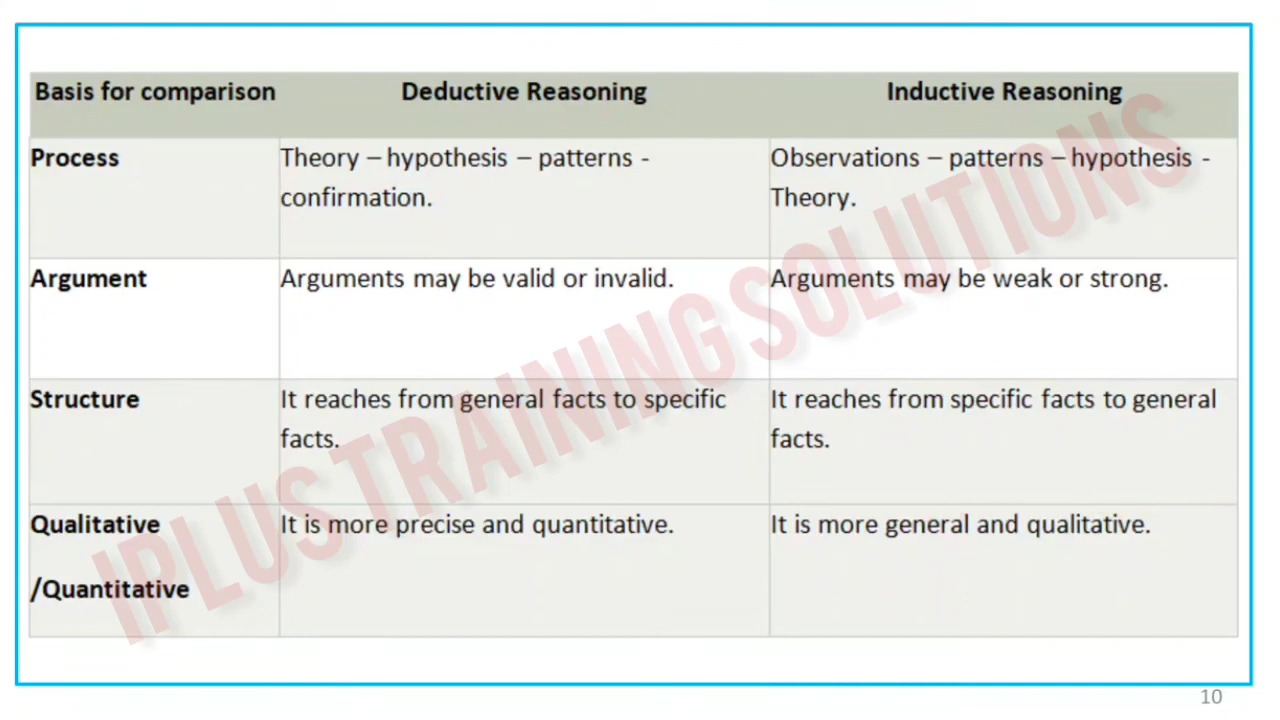 Basis for comparison Deductive Reasoning Inductive Reasoning
Process Theory – hypothesis – patterns - Observations – patterns – hypothesis -
confirmation. Theory.
Argument Arguments may be valid or invalid. Arguments may be weak or strong.
Structure It reaches from general facts to specific It reaches from specific facts to general
facts. facts.
Qualitative It is more precise and quantitative. It is more general and qualitative.
/Quantitative
IPLUS TRAINING SOLUTIONS
10